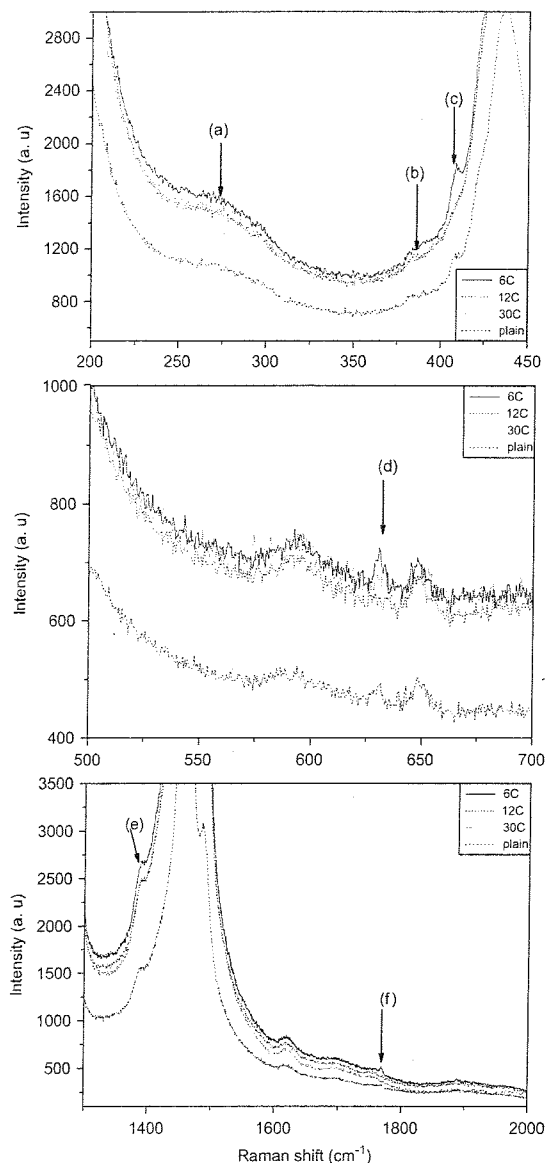 2800
2400
2000
1600
1200
800
Intensity (a. u)
(a)
(b)
(c)
6C
12C
30C
plain
200 250 300 350 400 450
1000
800
600
400
Intensity (a. u)
(d)
6C
12C
30C
plain
500 550 600 650 700
3500
3000
2500
2000
1500
1000
500
Intensity (a. u)
(e)
(f)
6C
12C
30C
plain
1400 1600 1800 2000
Raman shift (cm⁻¹)